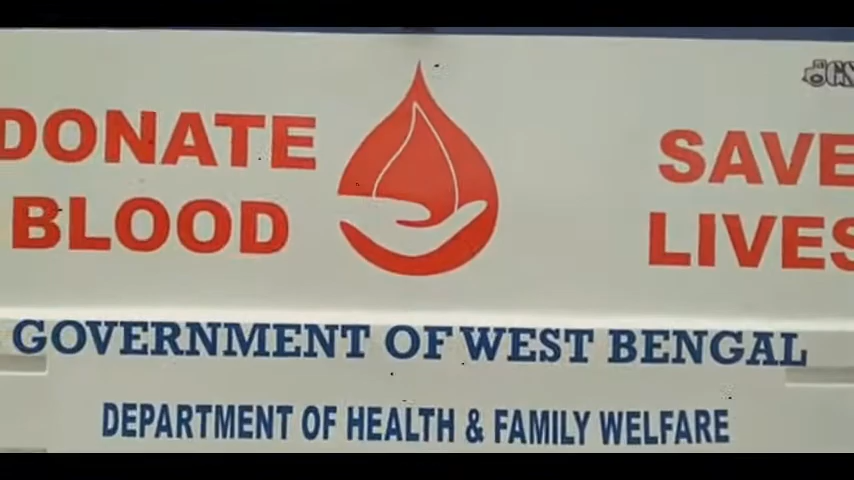 DONATE
BLOOD
SAVE
LIVES
GOVERNMENT OF WEST BENGAL
DEPARTMENT OF HEALTH & FAMILY WELFARE